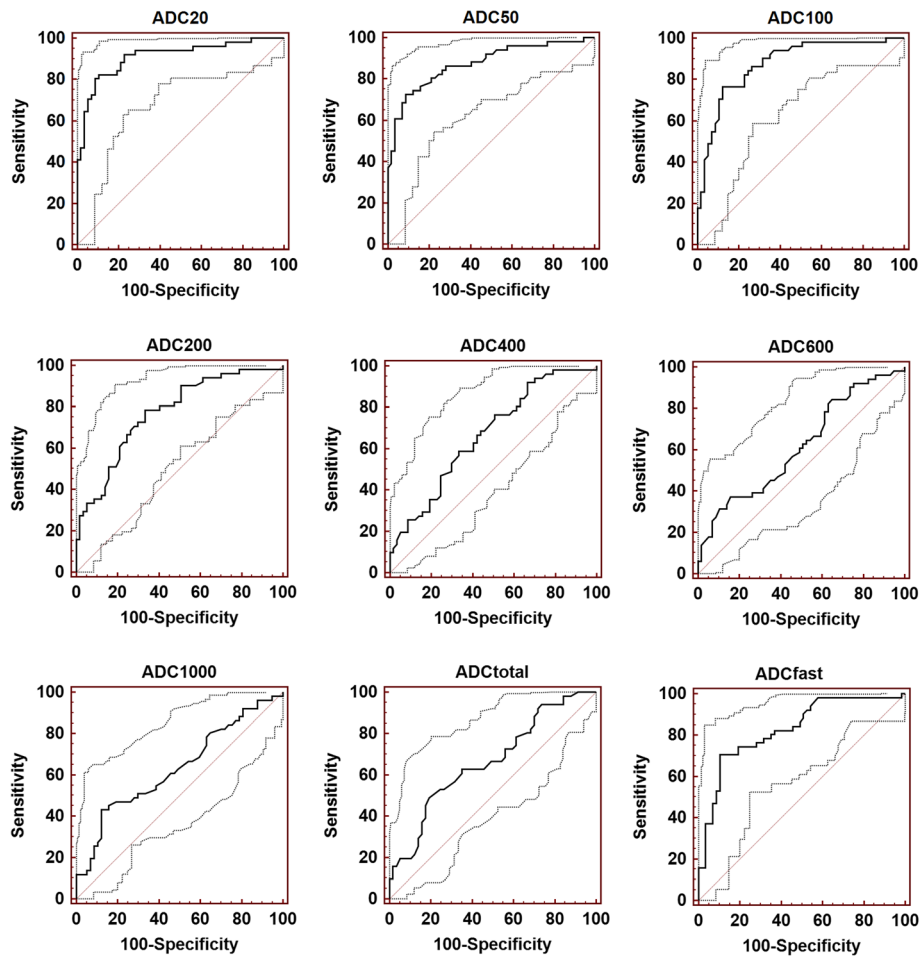 ADC20 ADC50 ADC100
100 100 100
80 80 80
60 60 60
40 40 40
20 20 20
0 0 0
Sensitivity Sensitivity Sensitivity
0 20 40 60 80 100 0 20 40 60 80 100 0 20 40 60 80 100
100-Specificity 100-Specificity 100-Specificity
ADC200 ADC400 ADC600
100 100 100
80 80 80
60 60 60
40 40 40
20 20 20
0 0 0
Sensitivity Sensitivity Sensitivity
0 20 40 60 80 100 0 20 40 60 80 100 0 20 40 60 80 100
100-Specificity 100-Specificity 100-Specificity
ADC1000 ADCtotal ADCfast
100 100 100
80 80 80
60 60 60
40 40 40
20 20 20
0 0 0
Sensitivity Sensitivity Sensitivity
0 20 40 60 80 100 0 20 40 60 80 100 0 20 40 60 80 100
100-Specificity 100-Specificity 100-Specificity